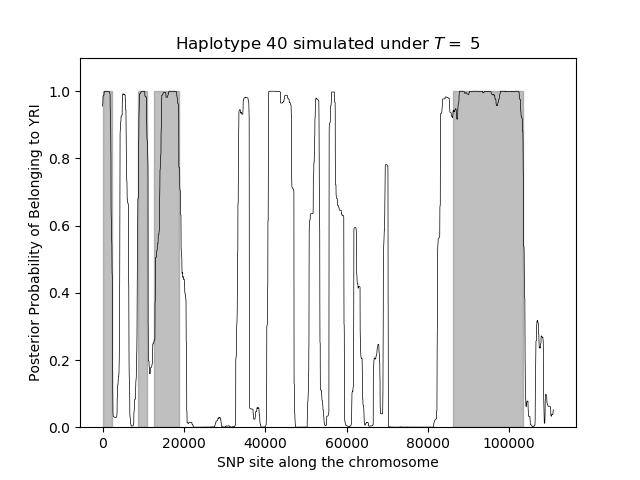 Haplotype 40 simulated under T = 5
Posterior Probability of Belonging to YRI
1.0
0.8
0.6
0.4
0.2
0.0
0 20000 40000 60000 80000 100000
SNP site along the chromosome